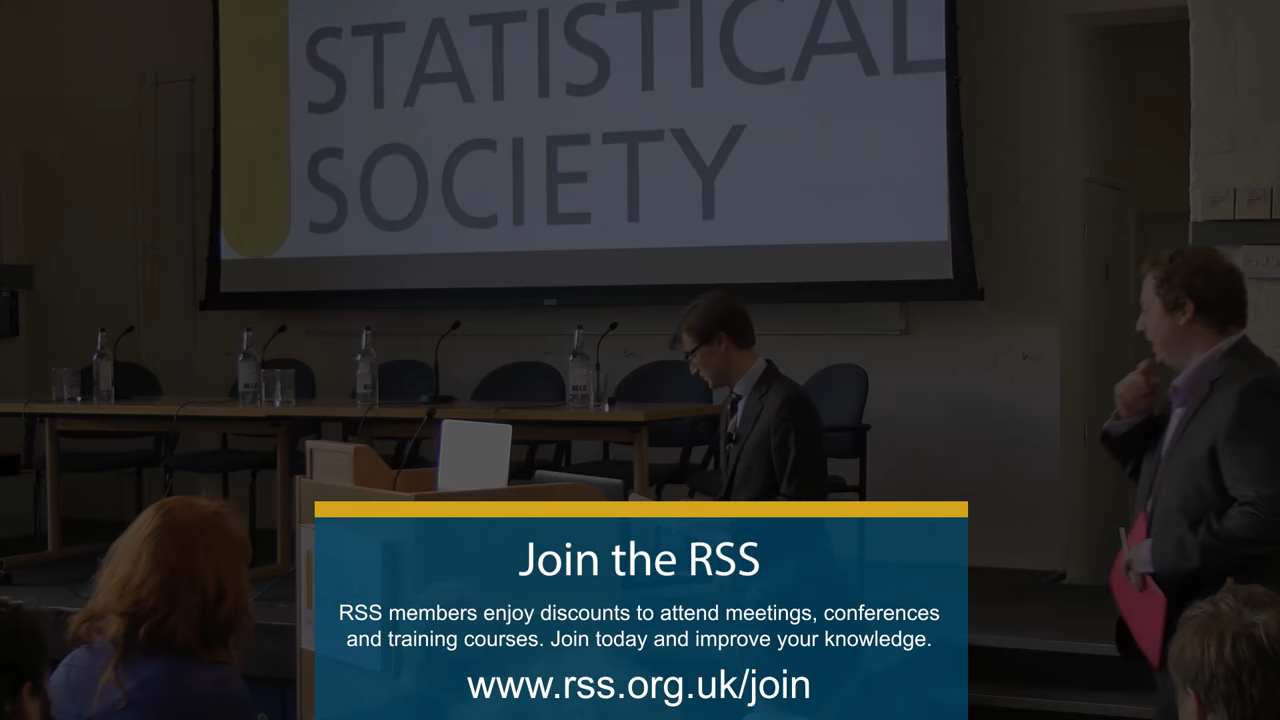 STATISTICAL
SOCIETY
Join the RSS
RSS members enjoy discounts to attend meetings, conferences
and training courses. Join today and improve your knowledge.
www.rss.org.uk/join